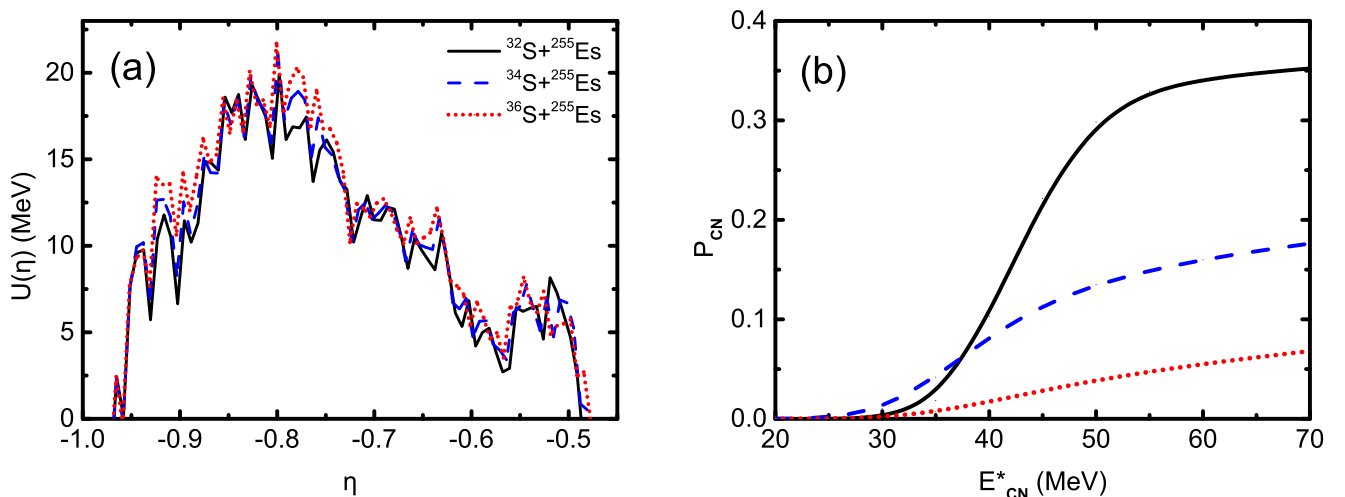 (a)
³²S+²⁵⁵Es
³⁴S+²⁵⁵Es
³⁶S+²⁵⁵Es
U(η) (MeV)
20
15
10
5
0
-1.0 -0.9 -0.8 -0.7 -0.6 -0.5
η
(b)
P_CN
0.4
0.3
0.2
0.1
0.0
20 30 40 50 60 70
E*_CN (MeV)